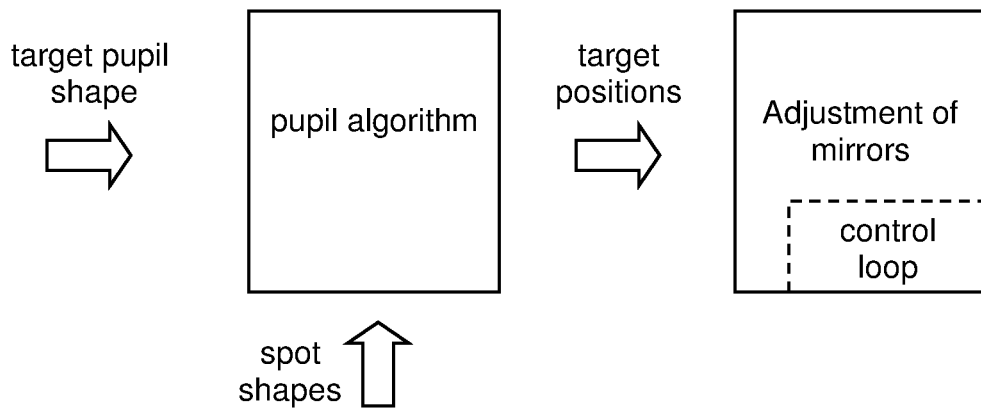 target pupil
shape
pupil algorithm
target
positions
Adjustment of
mirrors
control
loop
spot
shapes